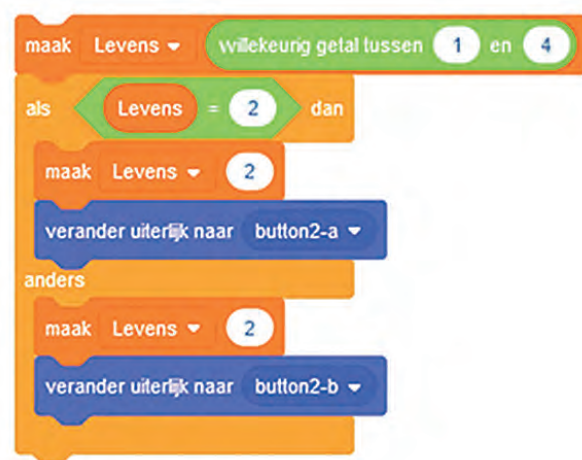 maak Levens willekeurig getal tussen 1 en 4
als Levens = 2 dan
maak Levens 2
verander uiterlijk naar button2-a
anders
maak Levens 2
verander uiterlijk naar button2-b